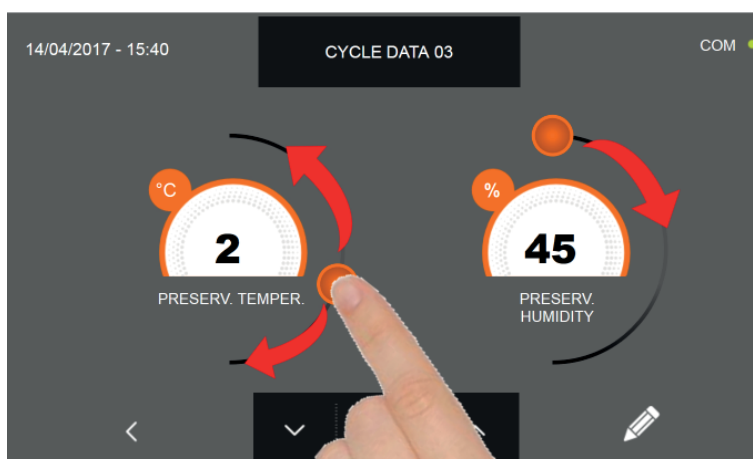 14/04/2017 - 15:40
CYCLE DATA 03
COM
°C
2
PRESERV. TEMPER.
%
45
PRESERV.
HUMIDITY